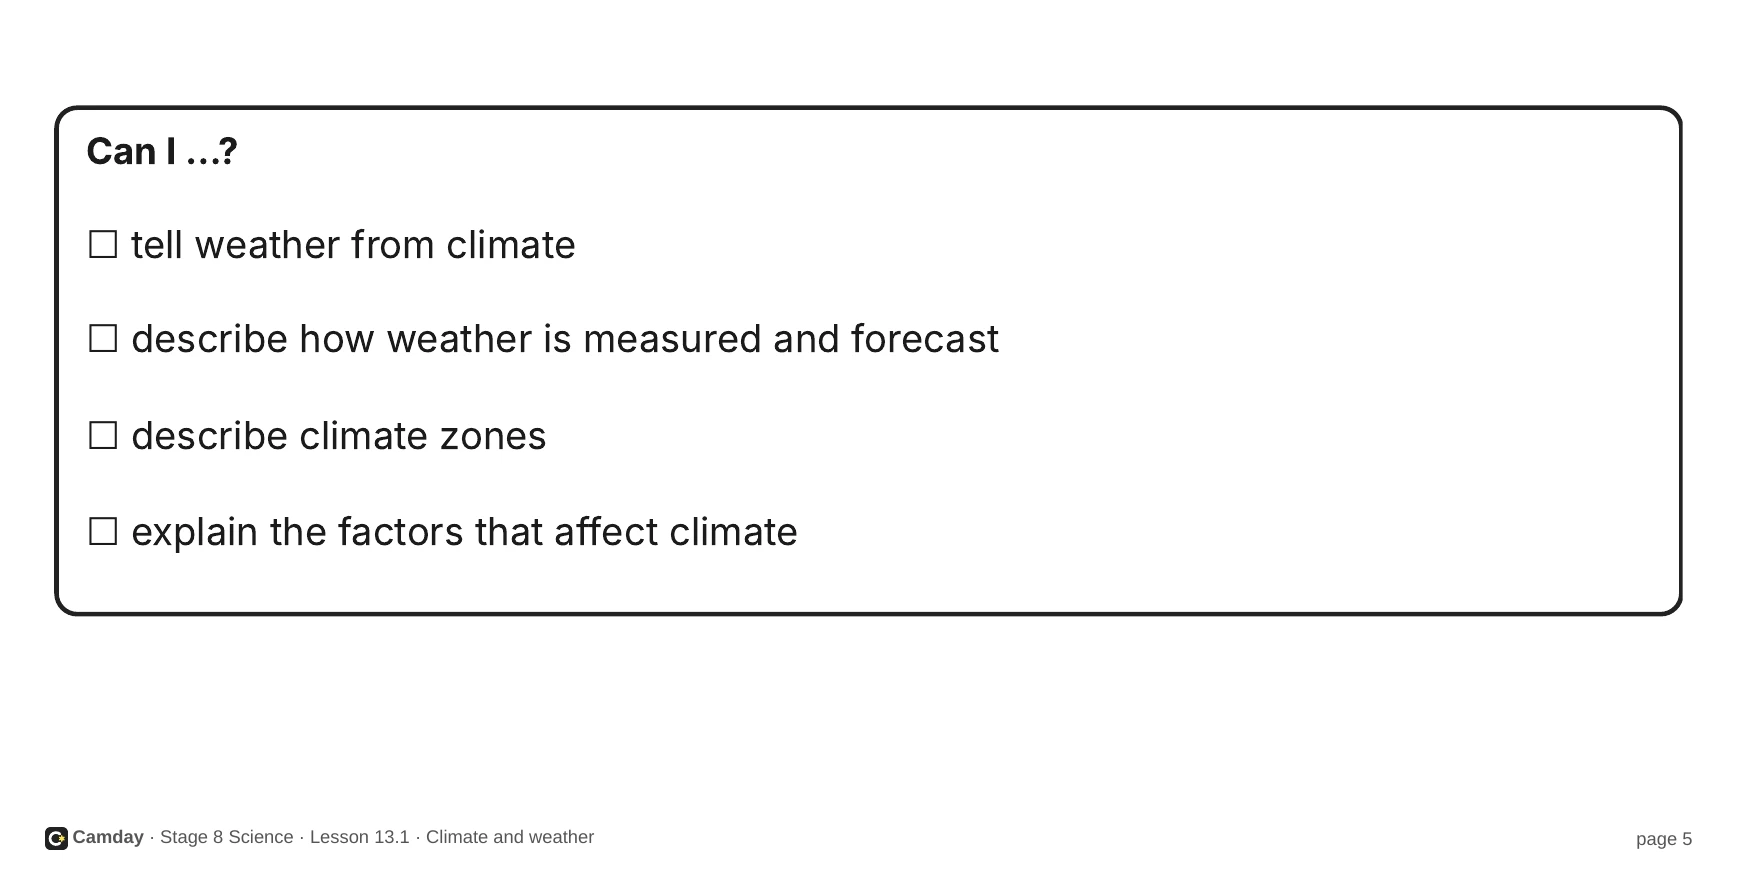 Can I …?
☐ tell weather from climate
☐ describe how weather is measured and forecast
☐ describe climate zones
☐ explain the factors that affect climate
Camday · Stage 8 Science · Lesson 13.1 · Climate and weather
page 5